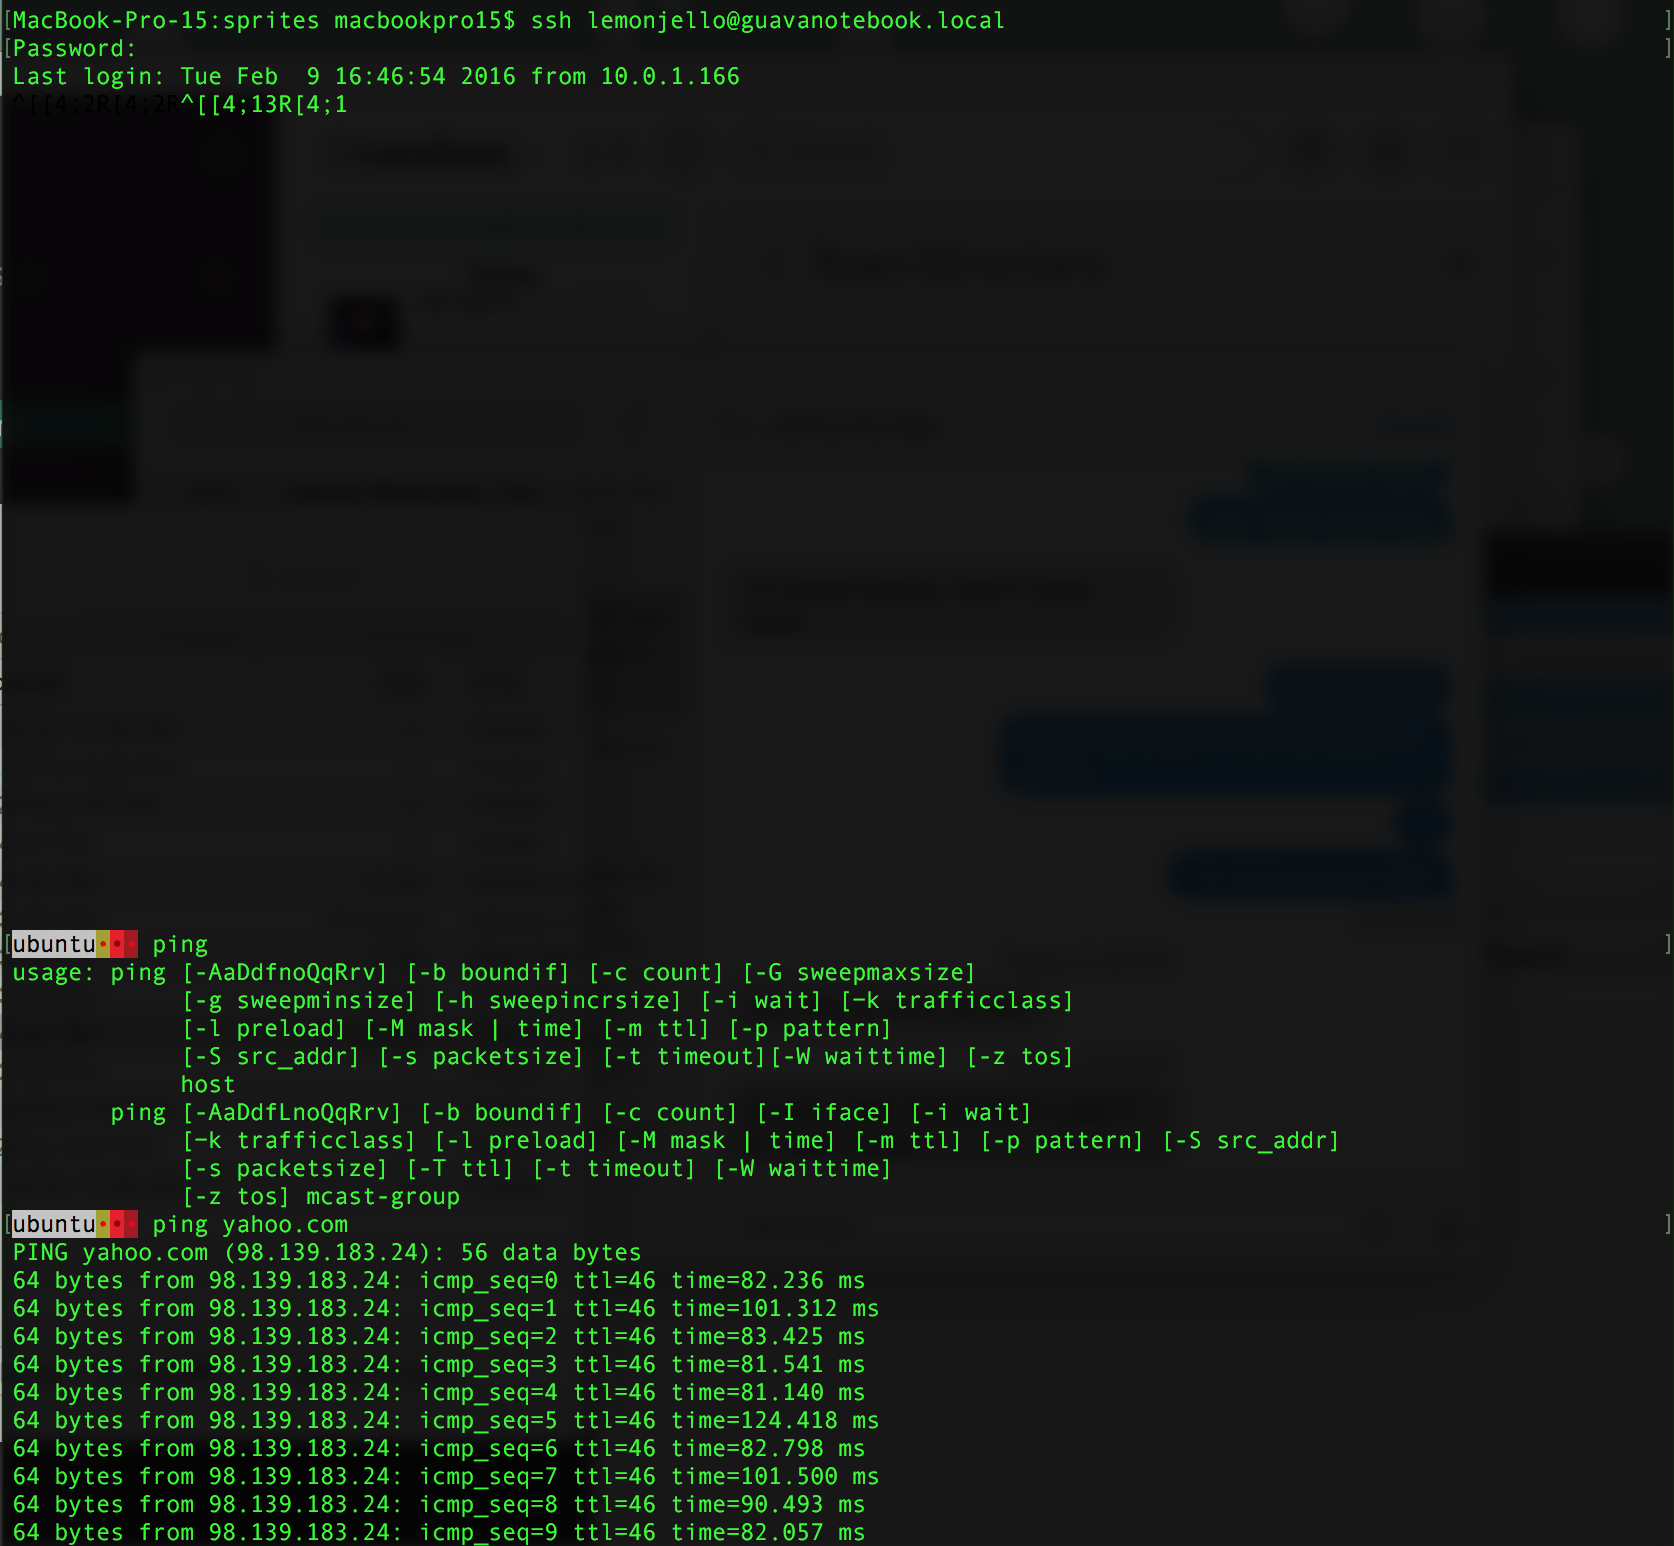 [MacBook-Pro-15:sprites macbookpro15$ ssh lemonjello@guavanotebook.local ]
[Password: ]
Last login: Tue Feb  9 16:46:54 2016 from 10.0.1.166
^[[4;2R[4;2R^[[4;13R[4;1
Team Directory
[ubuntu••• ping ]
usage: ping [-AaDdfnoQqRrv] [-b boundif] [-c count] [-G sweepmaxsize]
            [-g sweepminsize] [-h sweepincrsize] [-i wait] [−k trafficclass]
            [-l preload] [-M mask | time] [-m ttl] [-p pattern]
            [-S src_addr] [-s packetsize] [-t timeout][-W waittime] [-z tos]
            host
       ping [-AaDdfLnoQqRrv] [-b boundif] [-c count] [-I iface] [-i wait]
            [−k trafficclass] [-l preload] [-M mask | time] [-m ttl] [-p pattern] [-S src_addr]
            [-s packetsize] [-T ttl] [-t timeout] [-W waittime]
            [-z tos] mcast-group
[ubuntu••• ping yahoo.com ]
PING yahoo.com (98.139.183.24): 56 data bytes
64 bytes from 98.139.183.24: icmp_seq=0 ttl=46 time=82.236 ms
64 bytes from 98.139.183.24: icmp_seq=1 ttl=46 time=101.312 ms
64 bytes from 98.139.183.24: icmp_seq=2 ttl=46 time=83.425 ms
64 bytes from 98.139.183.24: icmp_seq=3 ttl=46 time=81.541 ms
64 bytes from 98.139.183.24: icmp_seq=4 ttl=46 time=81.140 ms
64 bytes from 98.139.183.24: icmp_seq=5 ttl=46 time=124.418 ms
64 bytes from 98.139.183.24: icmp_seq=6 ttl=46 time=82.798 ms
64 bytes from 98.139.183.24: icmp_seq=7 ttl=46 time=101.500 ms
64 bytes from 98.139.183.24: icmp_seq=8 ttl=46 time=90.493 ms
64 bytes from 98.139.183.24: icmp_seq=9 ttl=46 time=82.057 ms